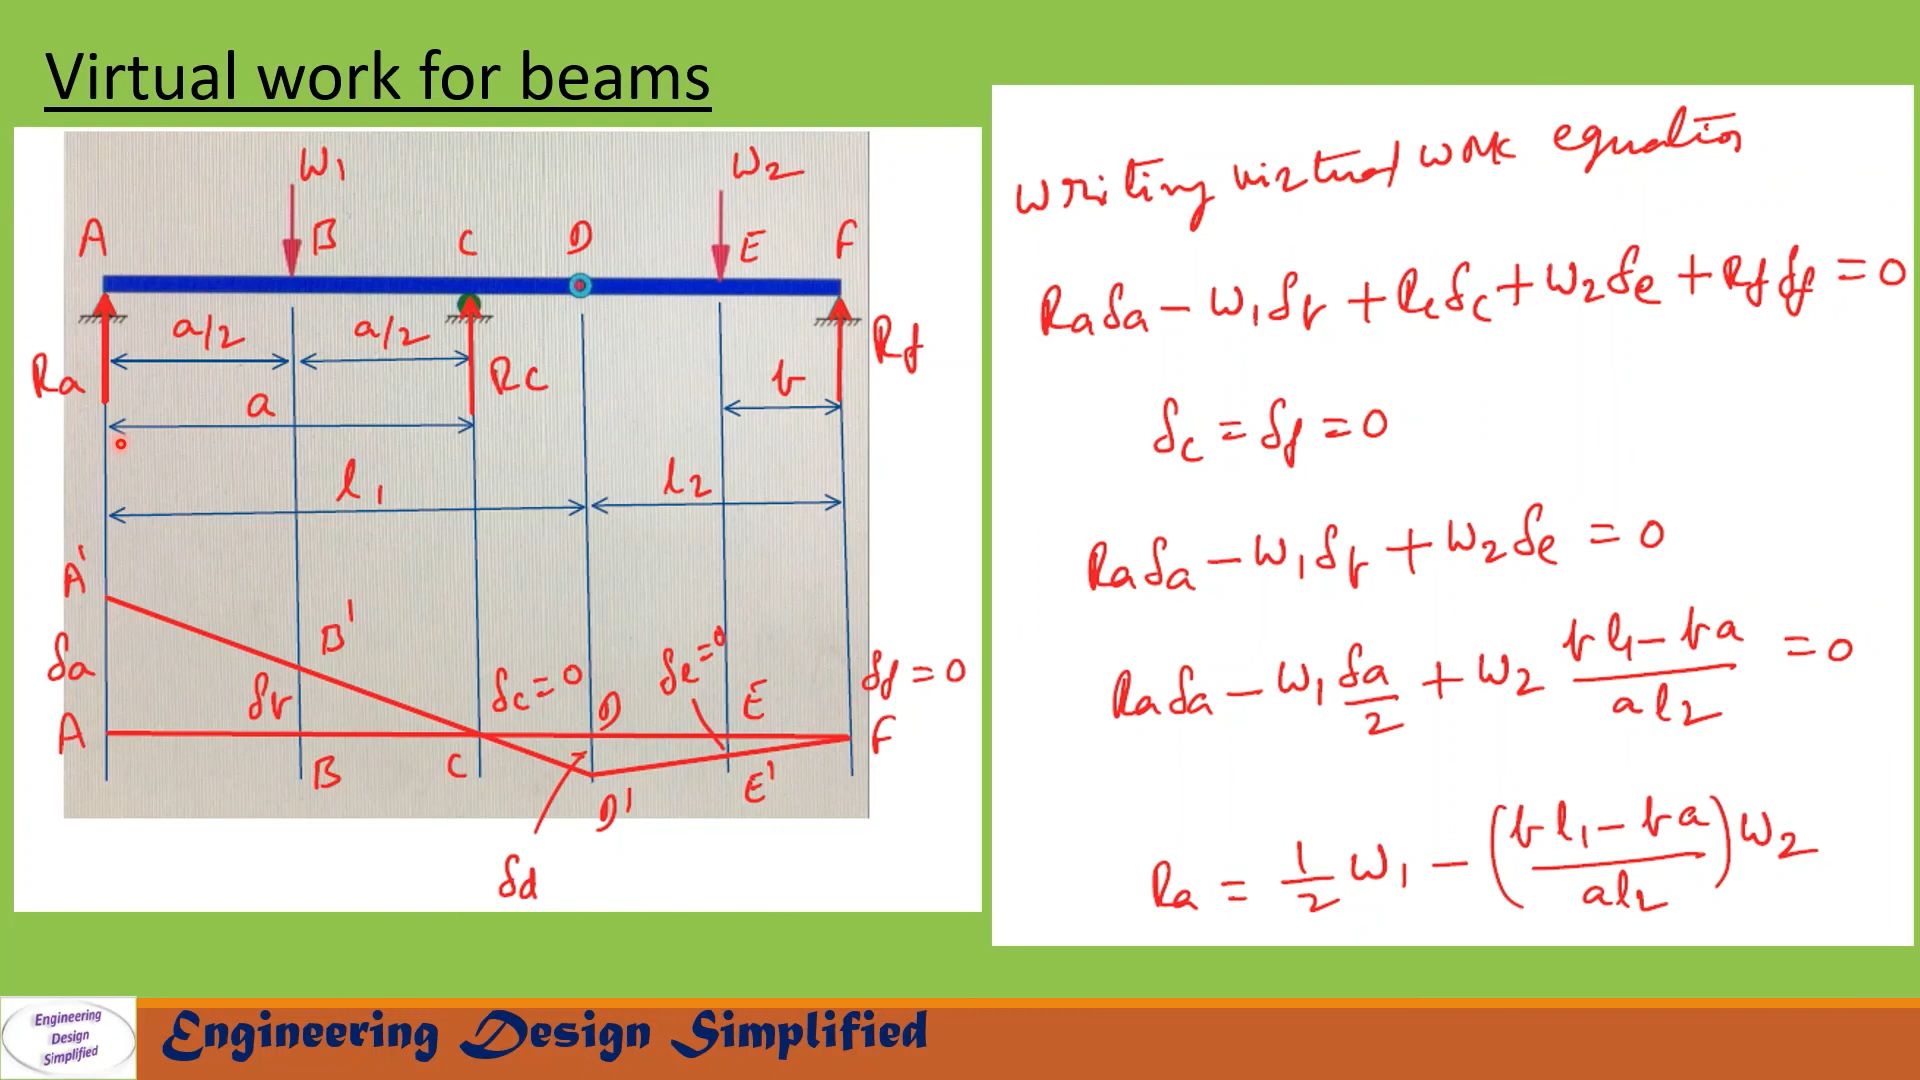 Virtual work for beams
W1 W2
A B C D E F
a/2 a/2
Ra Rc b Rf
a
l1 l2
A'
B'
δa δb δc=0 δe=0 δf=0
A D E F
B C E'
D'
δd
Writing virtual work equation
Raδa - W1δb + Rcδc + W2δe + Rfδf = 0
δc = δf = 0
Raδa - W1δb + W2δe = 0
Raδa - W1 δa/2 + W2 (bl1 - ba)/(al2) = 0
Ra = 1/2 W1 - ((bl1 - ba)/(al2)) W2
Engineering
Design
Simplified
Engineering Design Simplified